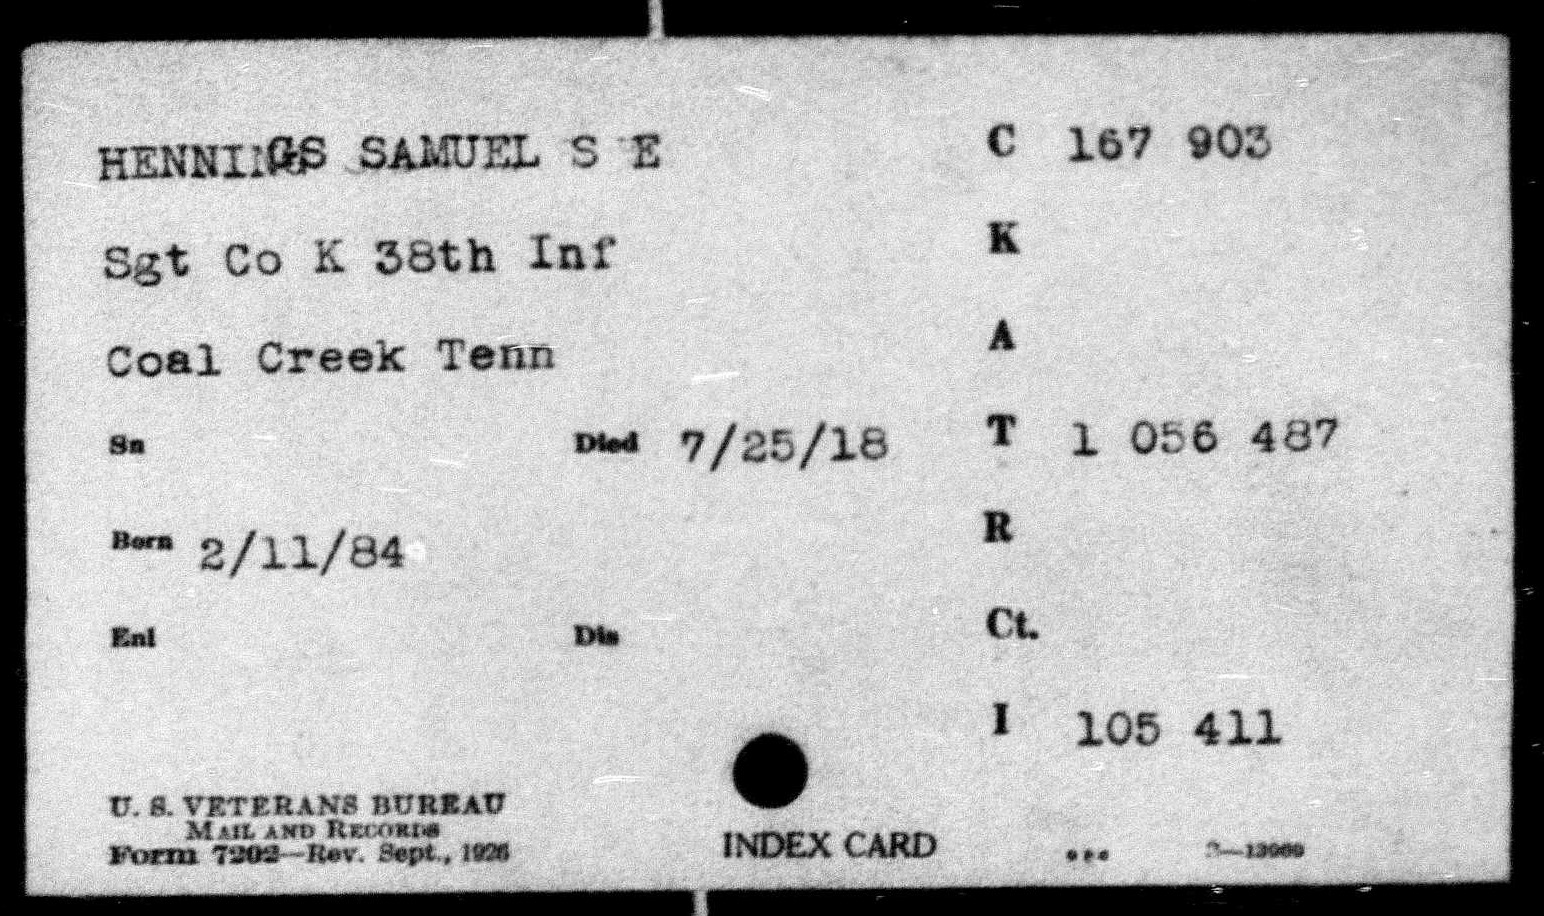 HENNINGS SAMUEL S E
C 167 903
Sgt Co K 38th Inf
K
Coal Creek Tenn
A
Sn
Died 7/25/18
T 1 056 487
Born 2/11/84
R
Enl
Dis
Ct.
I 105 411
U. S. VETERANS BUREAU
MAIL AND RECORDS
Form 7202—Rev. Sept., 1926
INDEX CARD